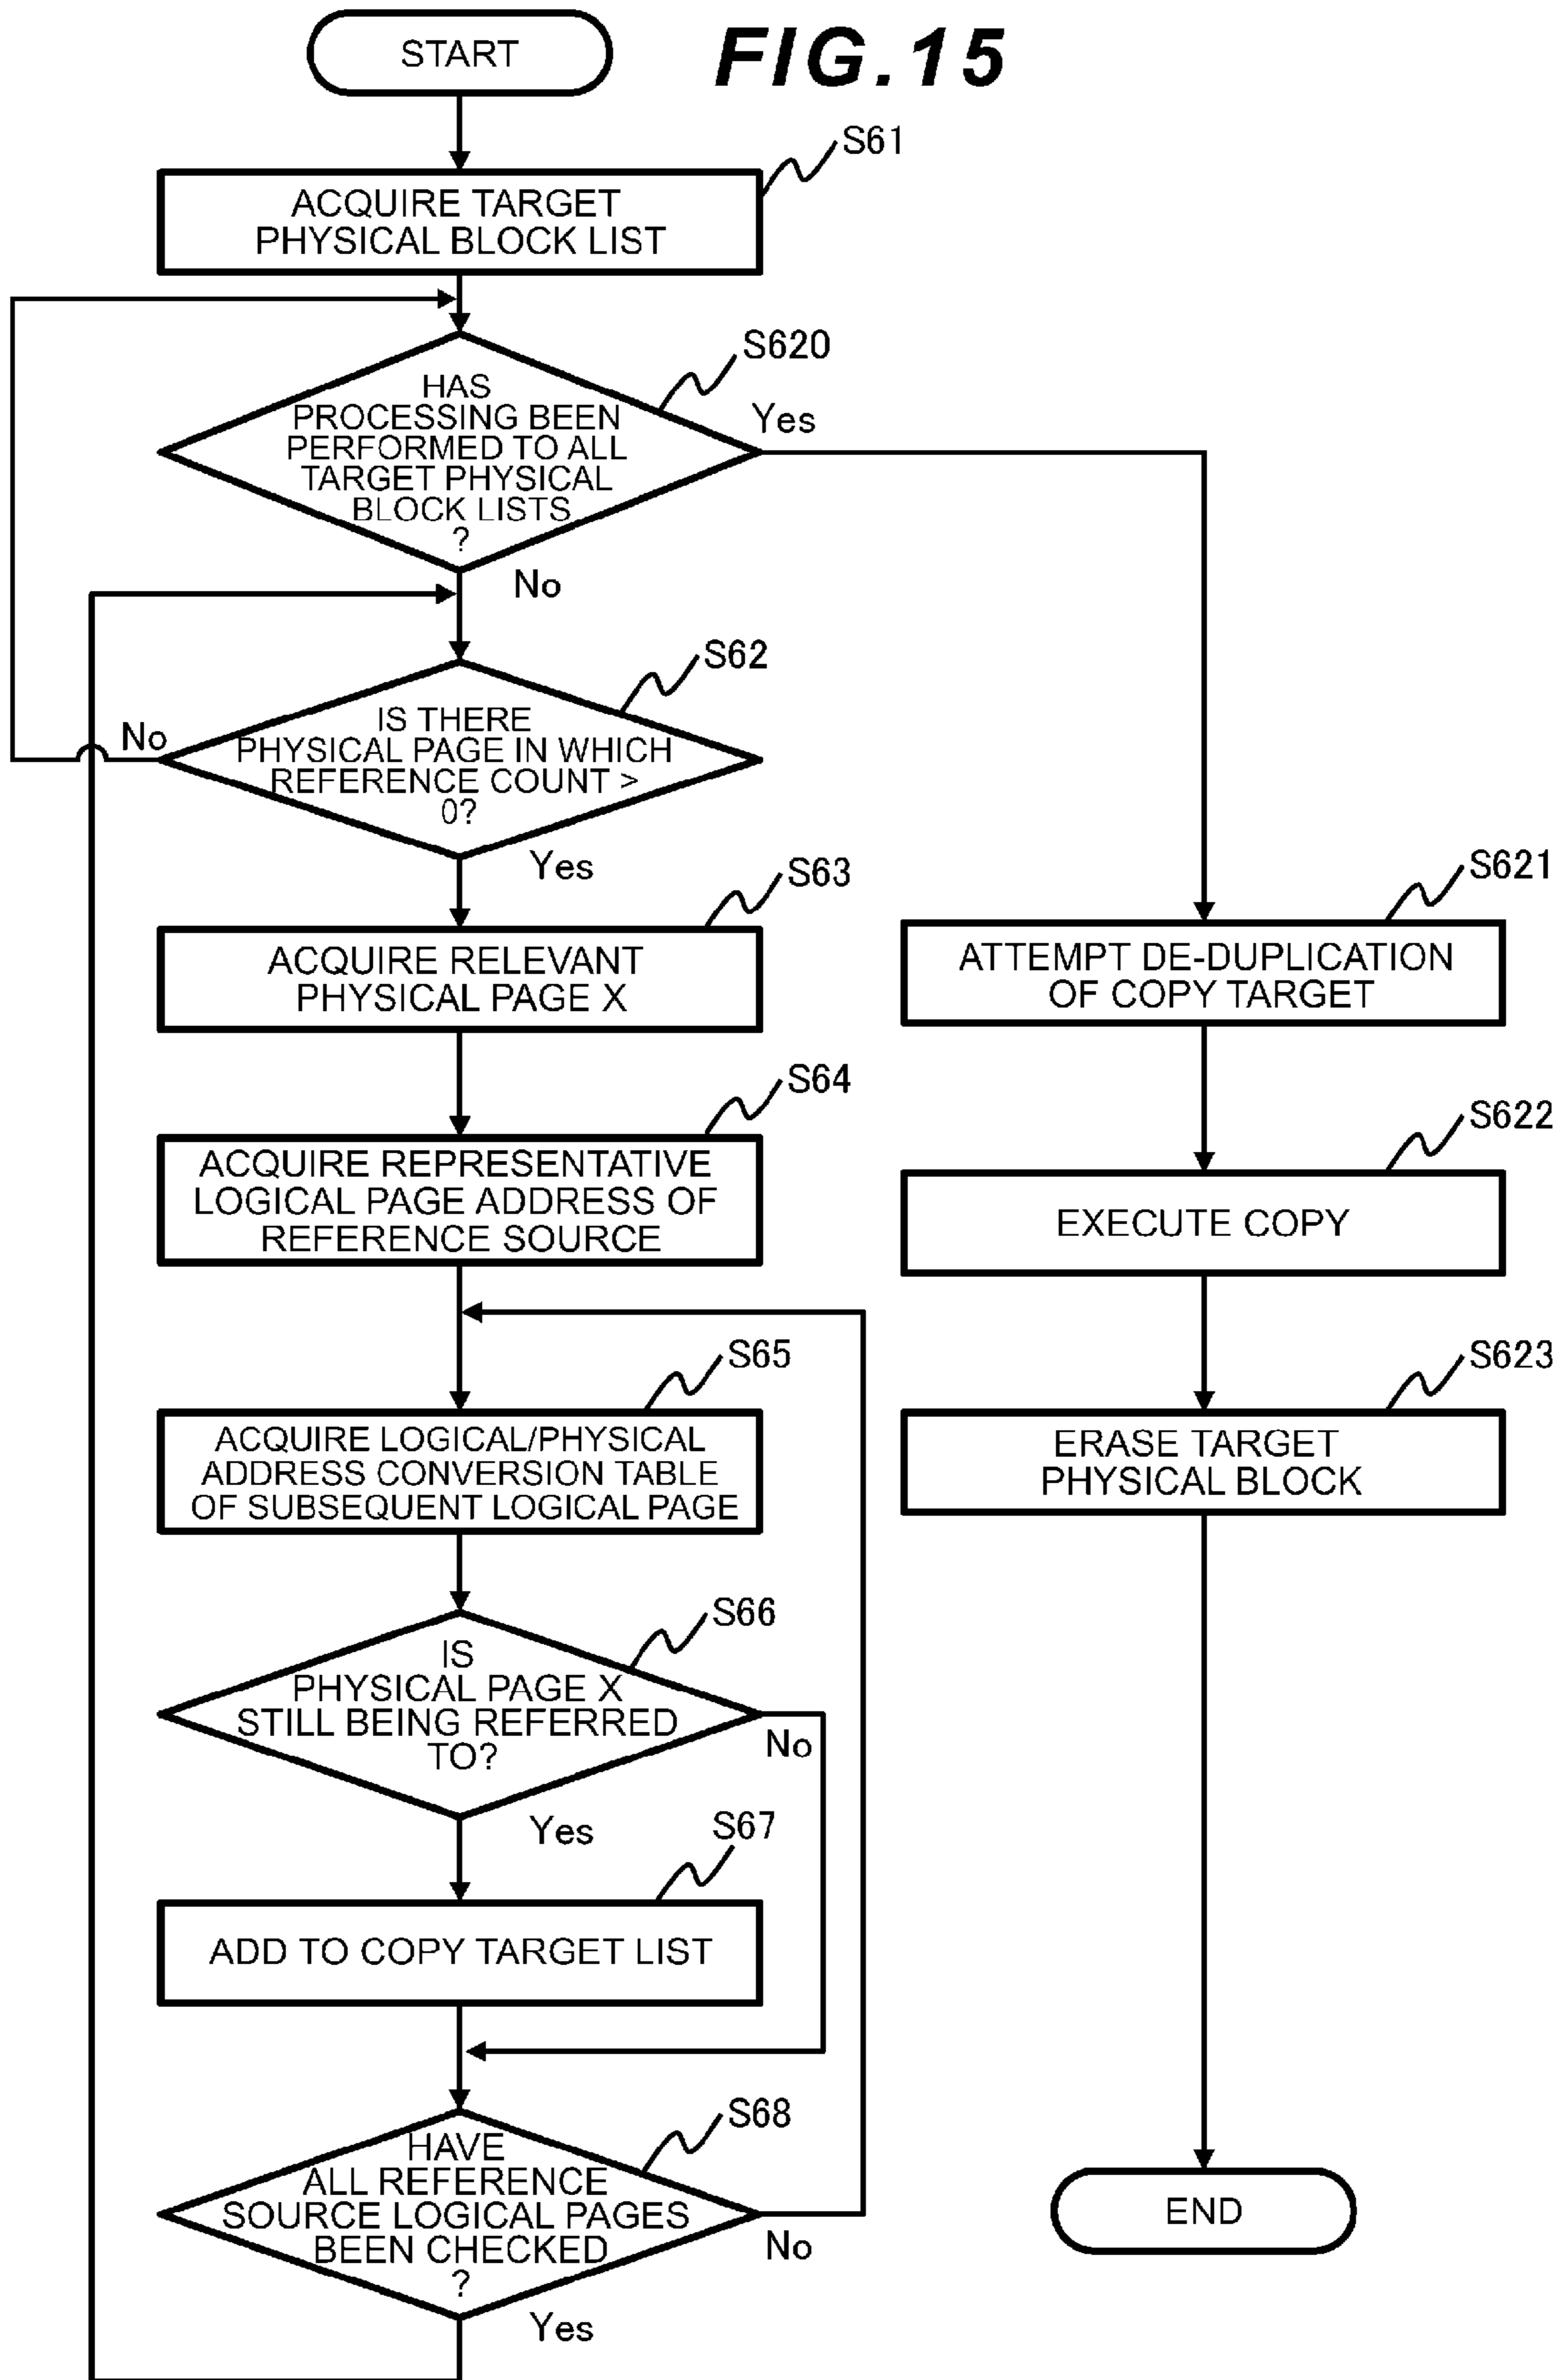 START
FIG.15
S61
ACQUIRE TARGET
PHYSICAL BLOCK LIST
S620
HAS
PROCESSING BEEN
PERFORMED TO ALL
TARGET PHYSICAL
BLOCK LISTS
?
Yes
No
S62
IS THERE
PHYSICAL PAGE IN WHICH
REFERENCE COUNT >
0?
No
Yes
S63
ACQUIRE RELEVANT
PHYSICAL PAGE X
S64
ACQUIRE REPRESENTATIVE
LOGICAL PAGE ADDRESS OF
REFERENCE SOURCE
S65
ACQUIRE LOGICAL/PHYSICAL
ADDRESS CONVERSION TABLE
OF SUBSEQUENT LOGICAL PAGE
S66
IS
PHYSICAL PAGE X
STILL BEING REFERRED
TO?
No
Yes
S67
ADD TO COPY TARGET LIST
S68
HAVE
ALL REFERENCE
SOURCE LOGICAL PAGES
BEEN CHECKED
?
No
Yes
S621
ATTEMPT DE-DUPLICATION
OF COPY TARGET
S622
EXECUTE COPY
S623
ERASE TARGET
PHYSICAL BLOCK
END